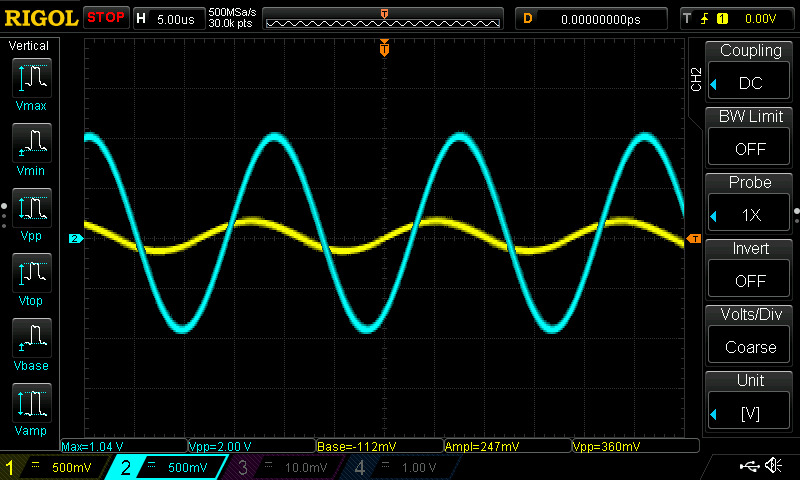 RIGOL STOP H 5.00us 500MSa/s 30.0k pts T D 0.00000000ps T 1 0.00V
Vertical
Vmax
Vmin
Vpp
Vtop
Vbase
Vamp
T
2
T
CH2
Coupling
DC
BW Limit
OFF
Probe
1X
Invert
OFF
Volts/Div
Coarse
Unit
[V]
Max=1.04 V Vpp=2.00 V Base=-112mV Ampl=247mV Vpp=360mV
1 500mV 2 500mV 3 10.0mV 4 1.00 V